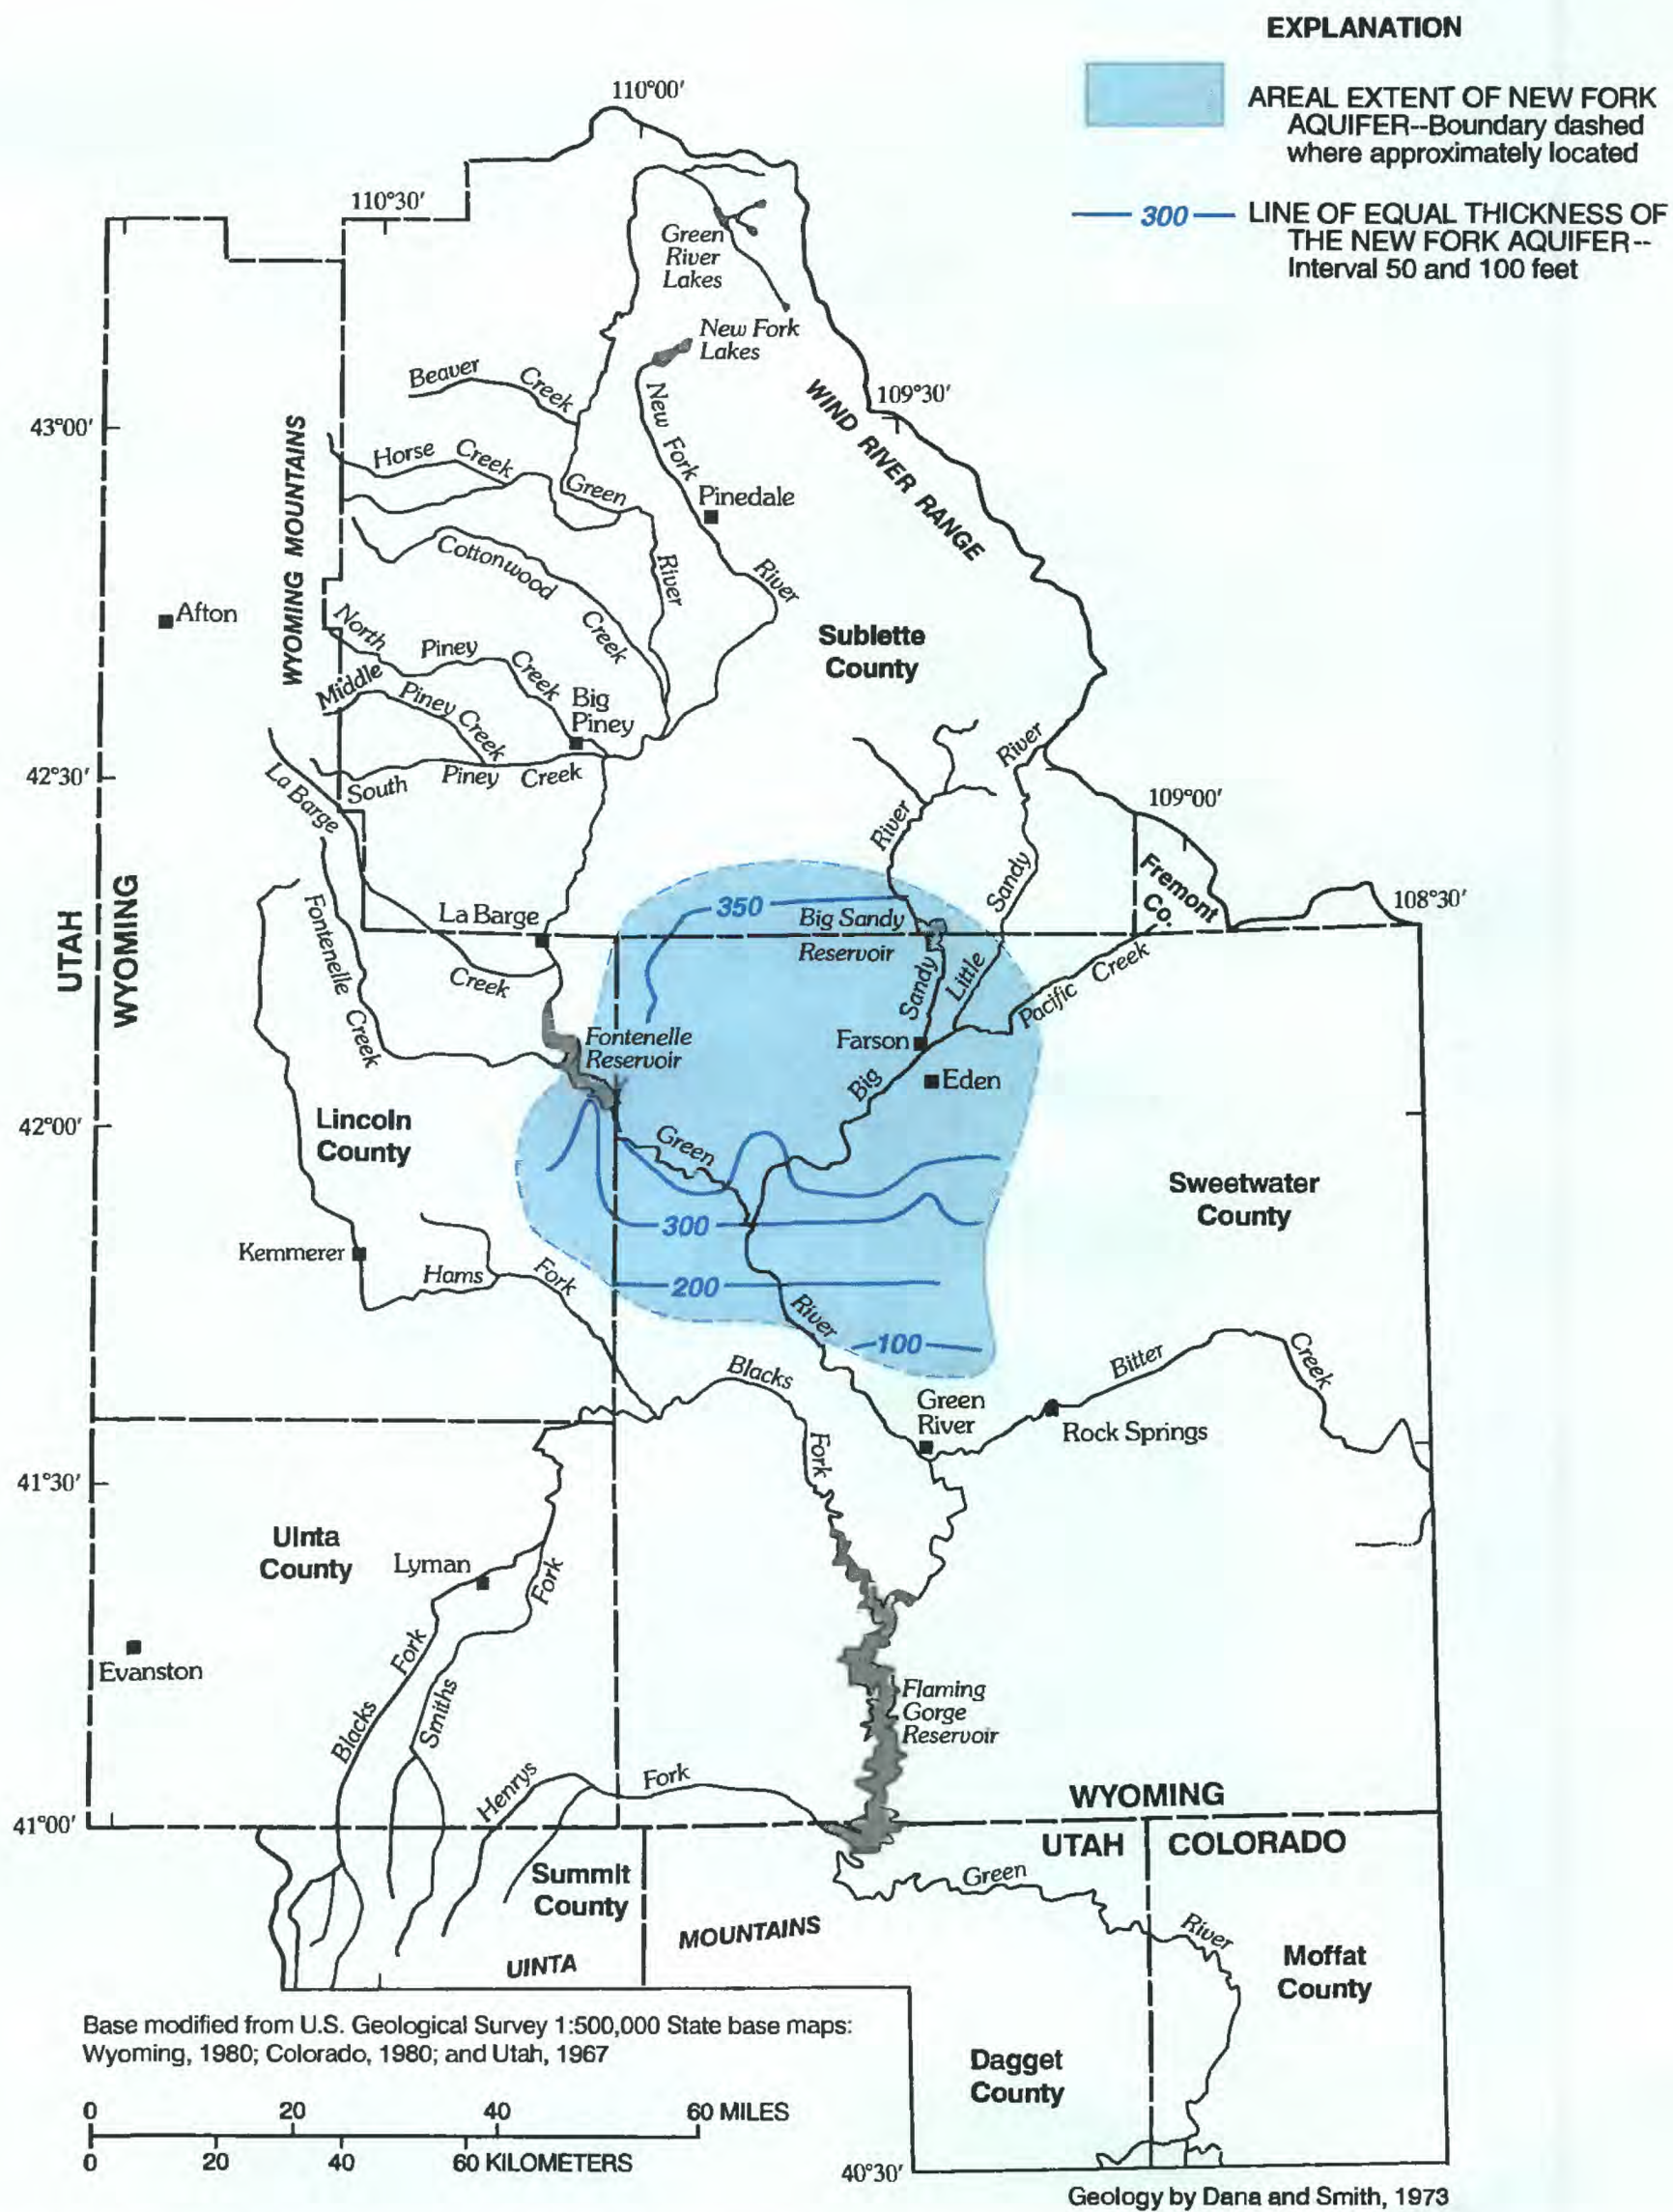 EXPLANATION
AREAL EXTENT OF NEW FORK
AQUIFER--Boundary dashed
where approximately located
300
LINE OF EQUAL THICKNESS OF
THE NEW FORK AQUIFER--
Interval 50 and 100 feet
110°00'
110°30'
Green
River
Lakes
New Fork
Lakes
Beaver Creek
109°30'
43°00'
WYOMING MOUNTAINS
WIND RIVER RANGE
Horse Creek
New Fork
River
Green
River
Pinedale
Cottonwood
Creek
Afton
Sublette
County
North Piney Creek
Middle Piney Creek
Big
Piney
42°30'
South Piney Creek
La Barge
Creek
River
River
109°00'
Sandy
Fremont
Co.
108°30'
UTAH
WYOMING
350
La Barge
Big Sandy
Reservoir
Fontenelle
Creek
Sandy
Little
Pacific Creek
Fontenelle
Reservoir
Farson
Eden
Big
42°00'
Lincoln
County
Green
Sweetwater
County
300
Kemmerer
Hams Fork
200
River
100
Blacks
Fork
Bitter Creek
Green
River
Rock Springs
41°30'
Uinta
County
Lyman
Fork
Evanston
Fork
Blacks
Smiths
Flaming
Gorge
Reservoir
Henrys Fork
WYOMING
41°00'
UTAH
COLORADO
Summit
County
Green
River
UINTA MOUNTAINS
Moffat
County
Base modified from U.S. Geological Survey 1:500,000 State base maps:
Wyoming, 1980; Colorado, 1980; and Utah, 1967
Dagget
County
0 20 40 60 MILES
0 20 40 60 KILOMETERS
40°30'
Geology by Dana and Smith, 1973